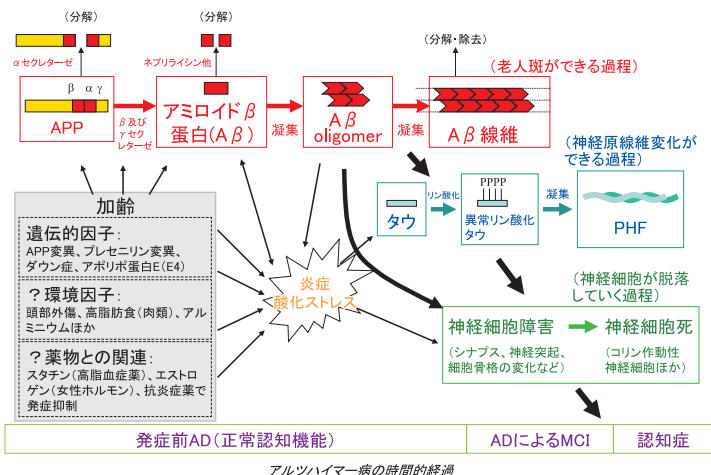 (分解)
(分解)
(分解・除去)
αセクレターゼ
ネプリライシン他
(老人斑ができる過程)
β α γ
APP
β及び
γセク
レターゼ
アミロイドβ
蛋白(Aβ)
凝集
Aβ
oligomer
凝集
Aβ線維
(神経原線維変化が
できる過程)
タウ
リン酸化
PPPP
異常リン酸化
タウ
凝集
PHF
加齢
遺伝的因子:
APP変異、プレセニリン変異、
ダウン症、アポリポ蛋白E(E4)
?環境因子:
頭部外傷、高脂肪食(肉類)、アル
ミニウムほか
?薬物との関連:
スタチン(高脂血症薬)、エストロ
ゲン(女性ホルモン)、抗炎症薬で
発症抑制
炎症
酸化ストレス
(神経細胞が脱落
していく過程)
神経細胞障害
(シナプス、神経突起、
細胞骨格の変化など)
神経細胞死
(コリン作動性
神経細胞ほか)
発症前AD(正常認知機能)
ADによるMCI
認知症
アルツハイマー病の時間的経過